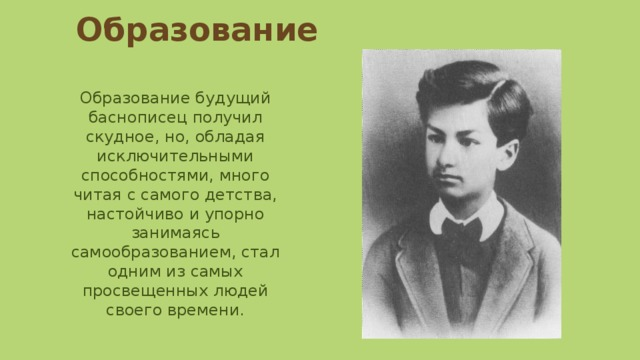 Образование
Образование будущий
баснописец получил
скудное, но, обладая
исключительными
способностями, много
читая с самого детства,
настойчиво и упорно
занимаясь
самообразованием, стал
одним из самых
просвещенных людей
своего времени.